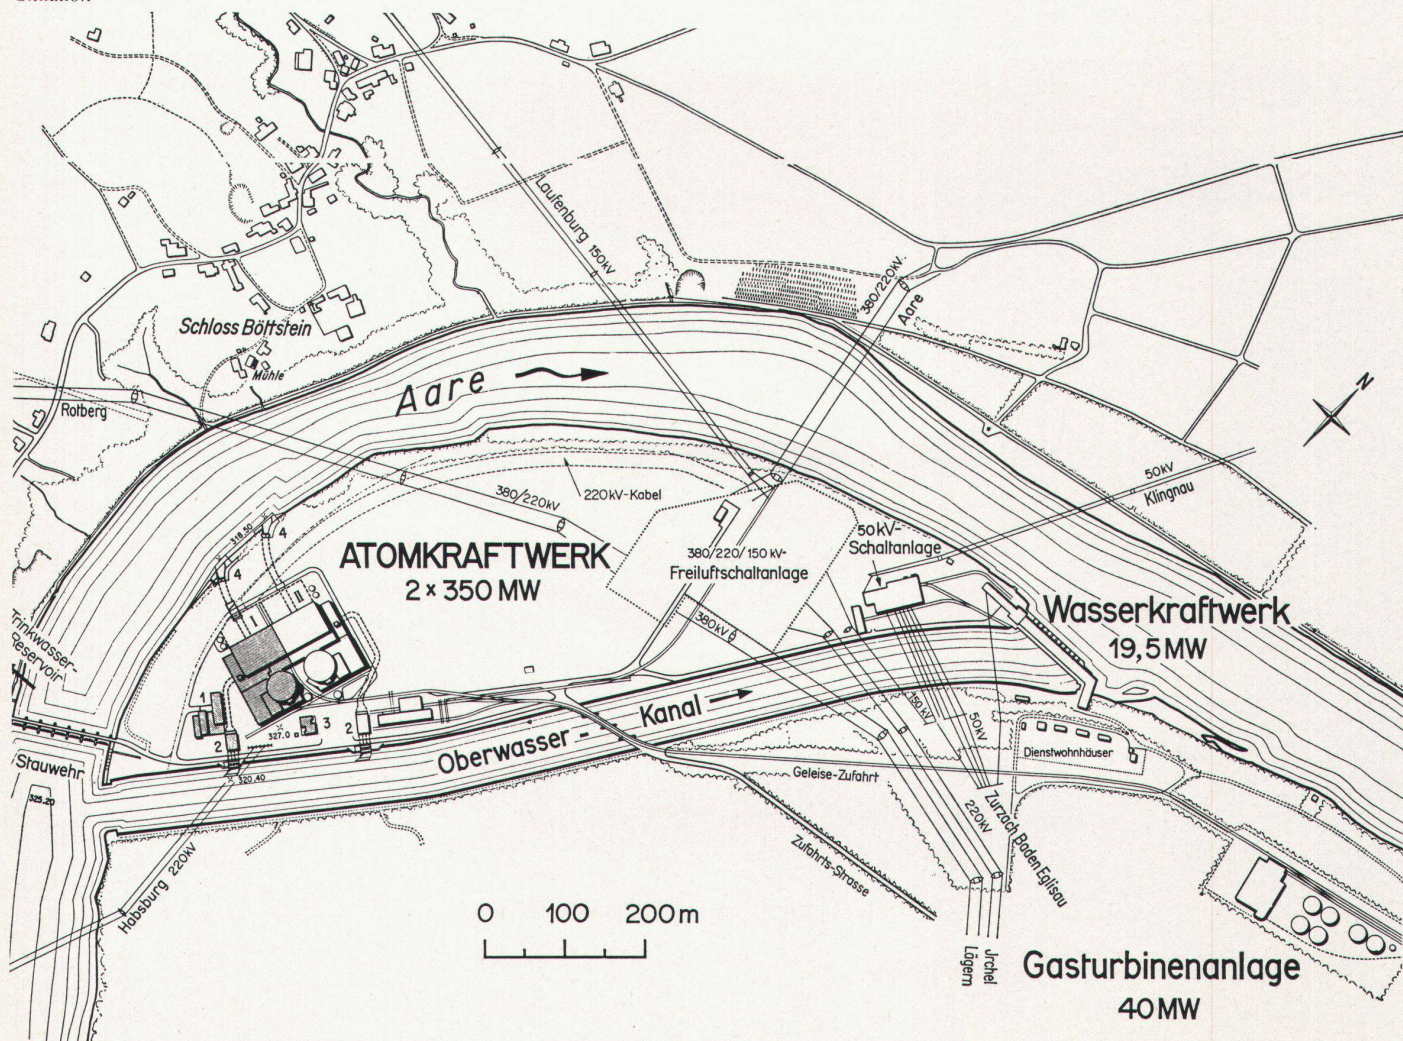 Laufenburg 150kV
380/220kV
Aare
Schloss Böttstein
Mühle
Rotberg
Aare
N
50kV
Klingnau
380/220kV
220kV-Kabel
318.50
4
4
ATOMKRAFTWERK
2 x 350 MW
50kV-
Schaltanlage
380/220/150 kV-
Freiluftschaltanlage
Wasserkraftwerk
19,5 MW
Trinkwasser-
Reservoir
I
II
380kV
1
2
3
2
327.0
320.40
Kanal
Oberwasser-
150kV
50kV
Dienstwohnhäuser
Stauwehr
325.20
Geleise-Zufahrt
Zufahrts-Strasse
220kV
Zurzach Baden Eglisau
Habsburg 220kV
0 100 200 m
Lägern
Jrchel
Gasturbinenanlage
40 MW